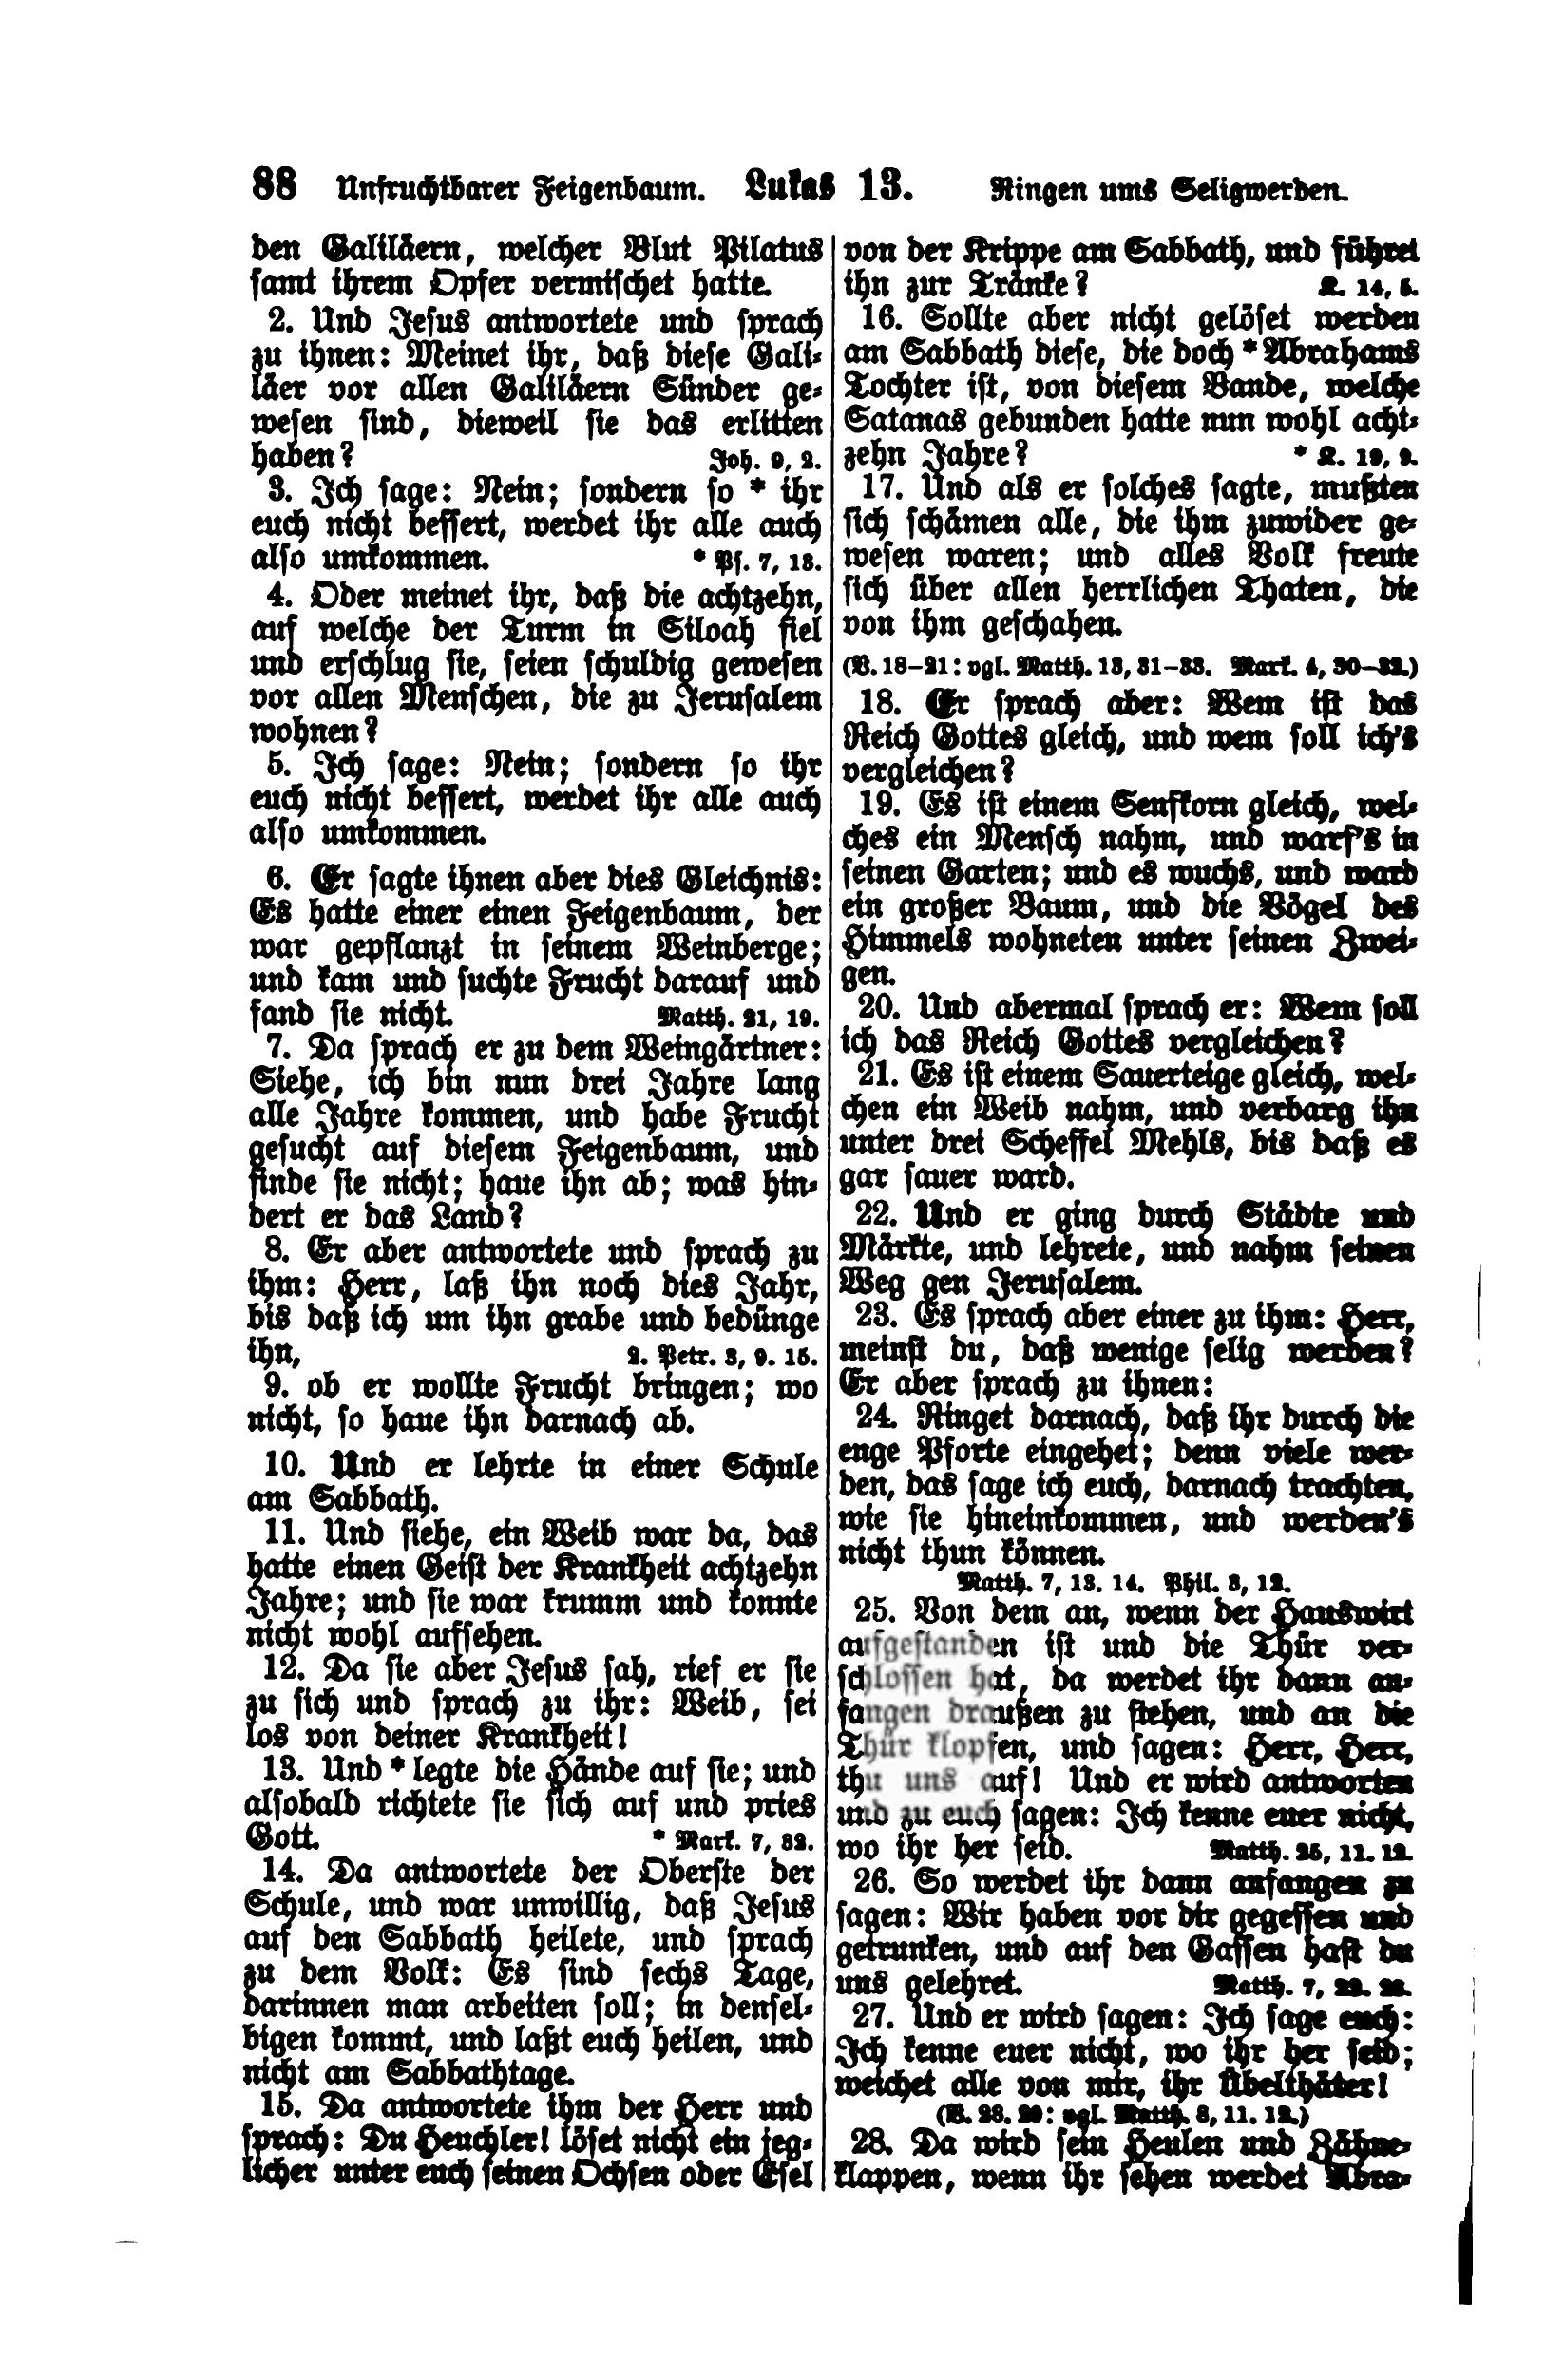 88 Unfruchtbarer Feigenbaum. Lukas 13. Ringen ums Seligwerden.
den Galiläern, welcher Blut Pilatus
samt ihrem Opfer vermischet hatte.
2. Und Jesus antwortete und sprach
zu ihnen: Meinet ihr, daß diese Gali-
läer vor allen Galiläern Sünder ge-
wesen sind, dieweil sie das erlitten
haben? Joh. 9, 2.
3. Ich sage: Nein; sondern so * ihr
euch nicht bessert, werdet ihr alle auch
also umkommen. * Ps. 7, 13.
4. Oder meinet ihr, daß die achtzehn,
auf welche der Turm in Siloah fiel
und erschlug sie, seien schuldig gewesen
vor allen Menschen, die zu Jerusalem
wohnen?
5. Ich sage: Nein; sondern so ihr
euch nicht bessert, werdet ihr alle auch
also umkommen.
6. Er sagte ihnen aber dies Gleichnis:
Es hatte einer einen Feigenbaum, der
war gepflanzt in seinem Weinberge;
und kam und suchte Frucht darauf und
fand sie nicht. Matth. 21, 19.
7. Da sprach er zu dem Weingärtner:
Siehe, ich bin nun drei Jahre lang
alle Jahre kommen, und habe Frucht
gesucht auf diesem Feigenbaum, und
finde sie nicht; haue ihn ab; was hin-
dert er das Land?
8. Er aber antwortete und sprach zu
ihm: Herr, laß ihn noch dies Jahr,
bis daß ich um ihn grabe und bedünge
ihn, 2. Petr. 3, 9. 15.
9. ob er wollte Frucht bringen; wo
nicht, so haue ihn darnach ab.
10. Und er lehrte in einer Schule
am Sabbath.
11. Und siehe, ein Weib war da, das
hatte einen Geist der Krankheit achtzehn
Jahre; und sie war krumm und konnte
nicht wohl aufsehen.
12. Da sie aber Jesus sah, rief er sie
zu sich und sprach zu ihr: Weib, sei
los von deiner Krankheit!
13. Und * legte die Hände auf sie; und
alsobald richtete sie sich auf und pries
Gott. * Mark. 7, 32.
14. Da antwortete der Oberste der
Schule, und war unwillig, daß Jesus
auf den Sabbath heilete, und sprach
zu dem Volk: Es sind sechs Tage,
darinnen man arbeiten soll; in densel-
bigen kommt, und laßt euch heilen, und
nicht am Sabbathtage.
15. Da antwortete ihm der Herr und
sprach: Du Heuchler! löset nicht ein jeg-
licher unter euch seinen Ochsen oder Esel
von der Krippe am Sabbath, und führet
ihn zur Tränke? K. 14, 5.
16. Sollte aber nicht gelöset werden
am Sabbath diese, die doch * Abrahams
Tochter ist, von diesem Bande, welche
Satanas gebunden hatte nun wohl acht-
zehn Jahre? * K. 19, 9.
17. Und als er solches sagte, mußten
sich schämen alle, die ihm zuwider ge-
wesen waren; und alles Volk freute
sich über allen herrlichen Thaten, die
von ihm geschahen.
(V. 18–21: vgl. Matth. 13, 31–33. Mark. 4, 30–32.)
18. Er sprach aber: Wem ist das
Reich Gottes gleich, und wem soll ich's
vergleichen?
19. Es ist einem Senfkorn gleich, wel-
ches ein Mensch nahm, und warf's in
seinen Garten; und es wuchs, und ward
ein großer Baum, und die Vögel des
Himmels wohneten unter seinen Zwei-
gen.
20. Und abermal sprach er: Wem soll
ich das Reich Gottes vergleichen?
21. Es ist einem Sauerteige gleich, wel-
chen ein Weib nahm, und verbarg ihn
unter drei Scheffel Mehls, bis daß es
gar sauer ward.
22. Und er ging durch Städte und
Märkte, und lehrete, und nahm seinen
Weg gen Jerusalem.
23. Es sprach aber einer zu ihm: Herr,
meinst du, daß wenige selig werden?
Er aber sprach zu ihnen:
24. Ringet darnach, daß ihr durch die
enge Pforte eingehet; denn viele wer-
den, das sage ich euch, darnach trachten,
wie sie hineinkommen, und werden's
nicht thun können.
Matth. 7, 13. 14. Phil. 3, 12.
25. Von dem an, wenn der Hauswirt
aufgestanden ist und die Thür ver-
schlossen hat, da werdet ihr dann an-
fangen draußen zu stehen, und an die
Thür klopfen, und sagen: Herr, Herr,
thu uns auf! Und er wird antworten
und zu euch sagen: Ich kenne euer nicht,
wo ihr her seid. Matth. 25, 11. 12.
26. So werdet ihr dann anfangen zu
sagen: Wir haben vor dir gegessen und
getrunken, und auf den Gassen hast du
uns gelehret. Matth. 7, 22. 23.
27. Und er wird sagen: Ich sage euch:
Ich kenne euer nicht, wo ihr her seid;
weichet alle von mir, ihr Übelthäter!
(V. 28. 29: vgl. Matth. 8, 11. 12.)
28. Da wird sein Heulen und Zähne-
klappen, wenn ihr sehen werdet Abra-